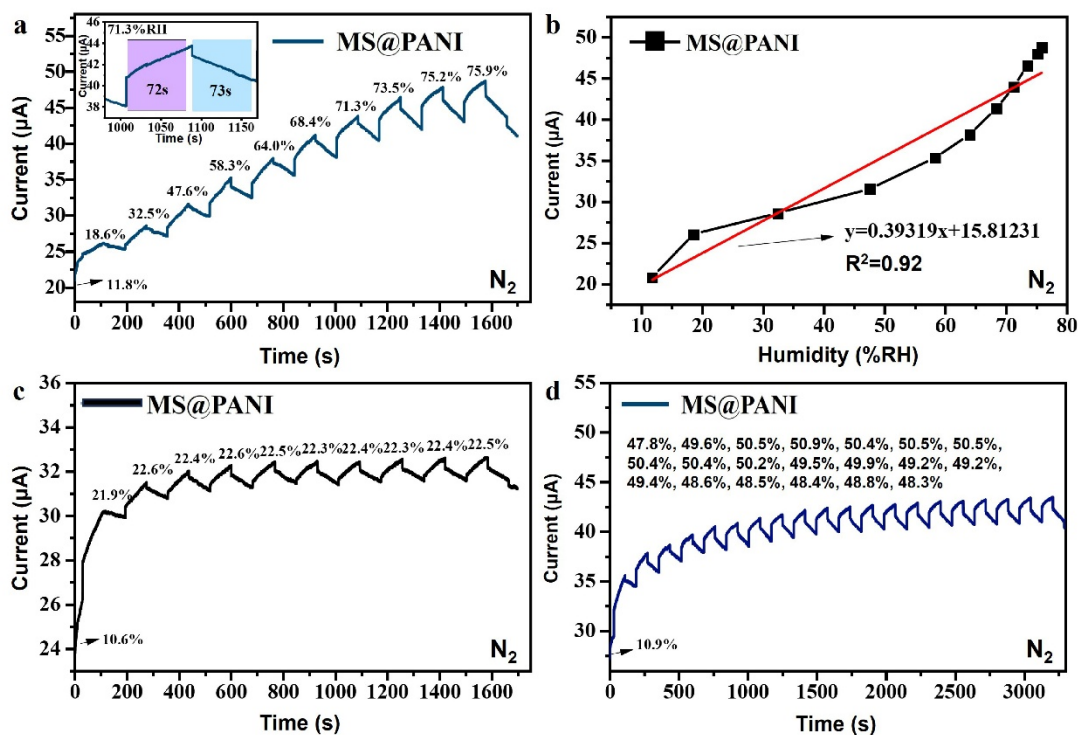 a
71.3%RH
MS@PANI
Current (μA)
46
44
42
40
38
72s
73s
1000 1050 1100 1150
Time (s)
55
50
45
40
35
30
25
20
Current (μA)
11.8%
18.6%
32.5%
47.6%
58.3%
64.0%
68.4%
71.3%
73.5%
75.2%
75.9%
N2
0 200 400 600 800 1000 1200 1400 1600
Time (s)
b
MS@PANI
50
45
40
35
30
25
20
Current (μA)
y=0.39319x+15.81231
R²=0.92
N2
10 20 30 40 50 60 70 80
Humidity (%RH)
c
MS@PANI
36
34
32
30
28
26
24
Current (μA)
10.6%
21.9%
22.6%
22.4%
22.6%
22.5%
22.3%
22.4%
22.3%
22.4%
22.5%
N2
0 200 400 600 800 1000 1200 1400 1600
Time (s)
d
MS@PANI
47.8%, 49.6%, 50.5%, 50.9%, 50.4%, 50.5%, 50.5%,
50.4%, 50.4%, 50.2%, 49.5%, 49.9%, 49.2%, 49.2%,
49.4%, 48.6%, 48.5%, 48.4%, 48.8%, 48.3%
50
45
40
35
30
Current (μA)
10.9%
N2
0 500 1000 1500 2000 2500 3000
Time (s)